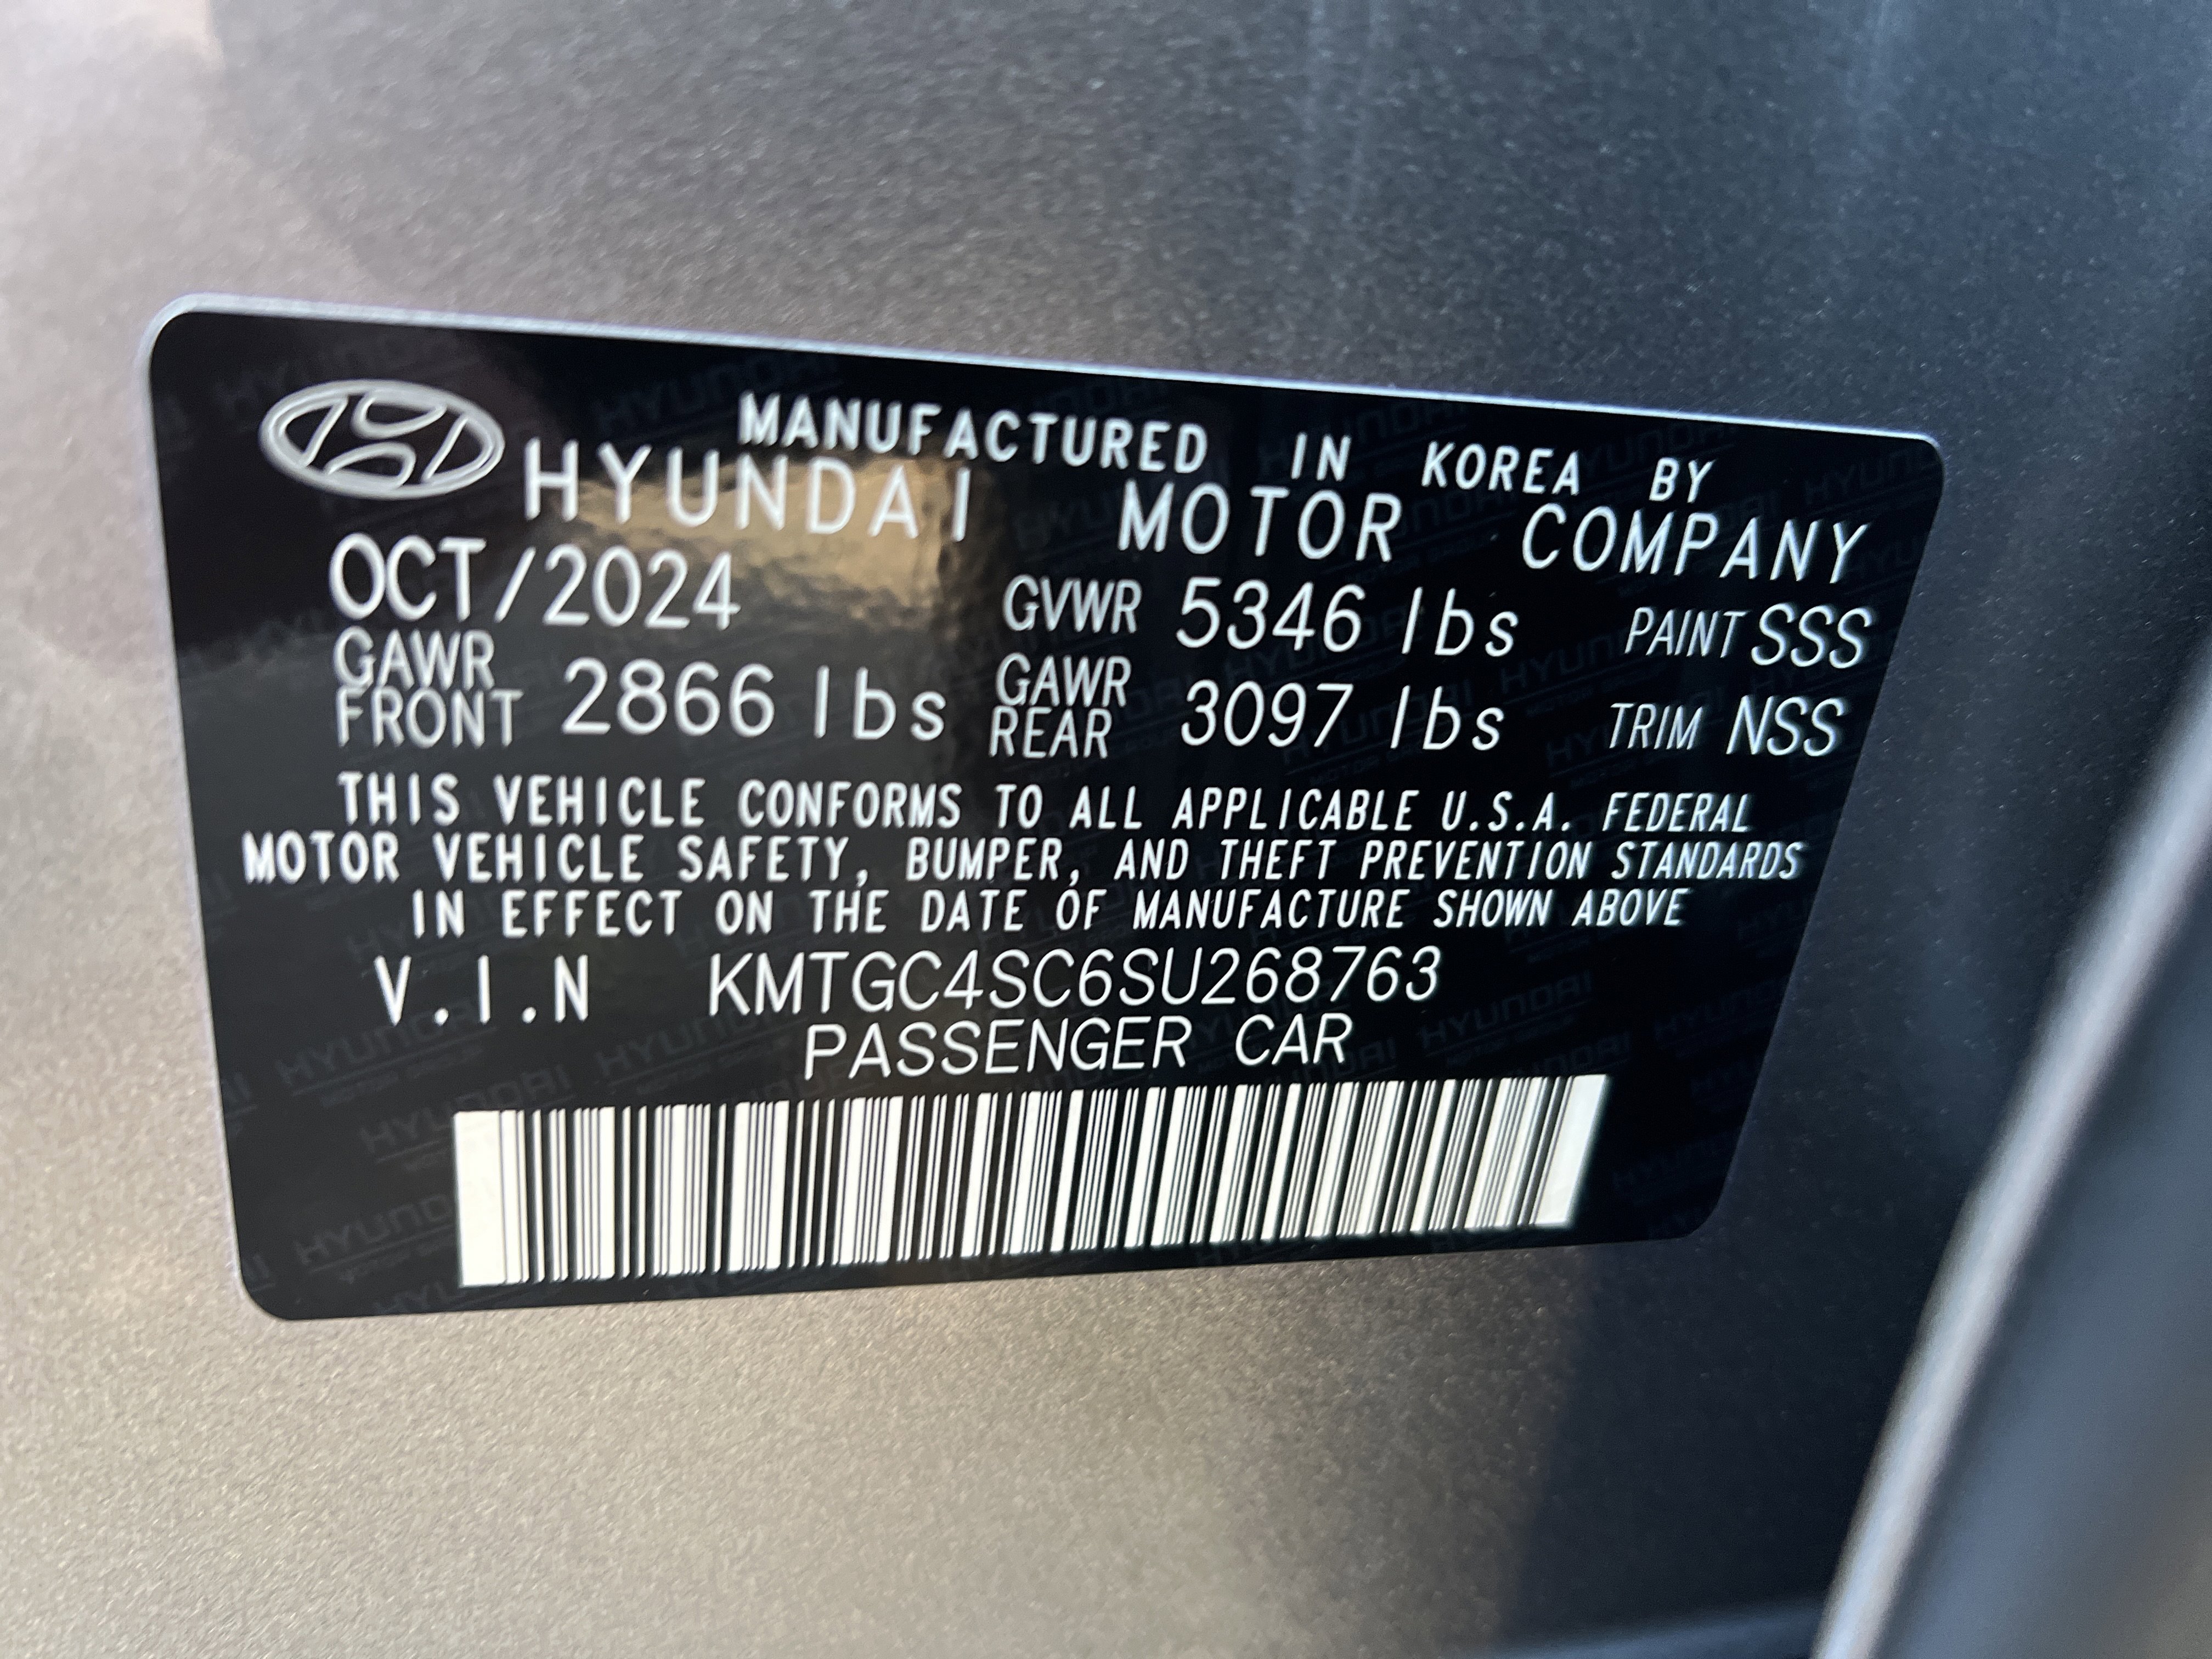 MANUFACTURED IN KOREA BY
HYUNDAI MOTOR COMPANY
OCT/2024 GVWR 5346 lbs PAINT SSS
GAWR FRONT 2866 lbs GAWR REAR 3097 lbs TRIM NSS
THIS VEHICLE CONFORMS TO ALL APPLICABLE U.S.A. FEDERAL
MOTOR VEHICLE SAFETY, BUMPER, AND THEFT PREVENTION STANDARDS
IN EFFECT ON THE DATE OF MANUFACTURE SHOWN ABOVE
V.I.N KMTGC4SC6SU268763
PASSENGER CAR